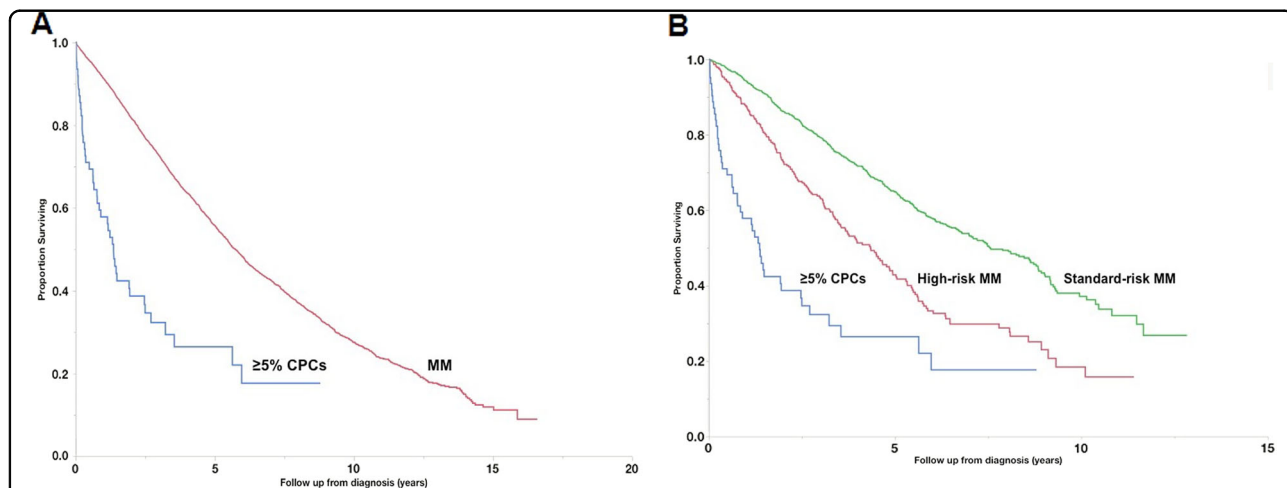 A
1.0
0.8
0.6
0.4
0.2
0.0
Proportion Surviving
≥5% CPCs
MM
0
5
10
15
20
Follow up from diagnosis (years)
B
1.0
0.8
0.6
0.4
0.2
0.0
Proportion Surviving
≥5% CPCs
High-risk MM
Standard-risk MM
0
5
10
15
Follow up from diagnosis (years)